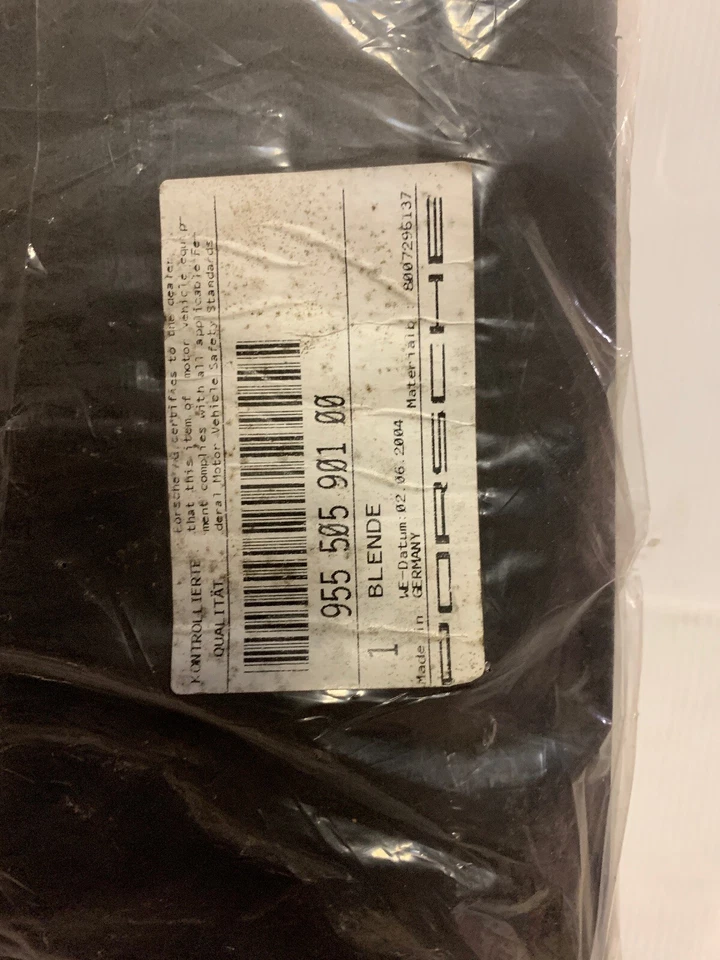 KONTROLLIERTE
QUALITÄT
Porsche AG certifies to the dealer
that this item of motor vehicle equip-
ment complies with all applicable Fe-
deral Motor Vehicle Safety Standards
955 505 901 00
1 BLENDE
WE-Datum:02.06.2004 Materialb : 8007296137
Made in GERMANY
PORSCHE